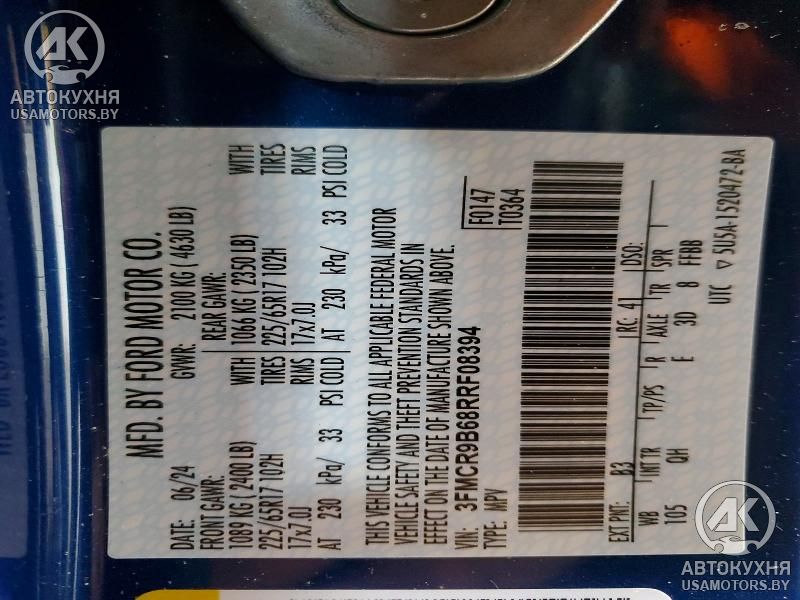 AK
АВТОКУХНЯ
USAMOTORS.BY
MFD. BY FORD MOTOR CO.
DATE: 06/24 GVWR: 2100 KG ( 4630 LB)
FRONT GAWR: REAR GAWR:
1089 KG ( 2400 LB) WITH 1066 KG ( 2350 LB) WITH
225/65R17 102H TIRES 225/65R17 102H TIRES
17x7.0J RIMS 17x7.0J RIMS
AT 230 kPa/ 33 PSI COLD AT 230 kPa/ 33 PSI COLD
THIS VEHICLE CONFORMS TO ALL APPLICABLE FEDERAL MOTOR
VEHICLE SAFETY AND THEFT PREVENTION STANDARDS IN
EFFECT ON THE DATE OF MANUFACTURE SHOWN ABOVE.
VIN: 3FMCR9B68RRF08394 F0147
TYPE: MPV T0364
EXT PNT: B3 RC: 41 DSO:
WB INT TR TP/PS R AXLE TR SPR
105 QH E 3D 8 FFBB
UTC ▽ 5U5A-1520472-BA
AK
АВТОКУХНЯ
USAMOTORS.BY